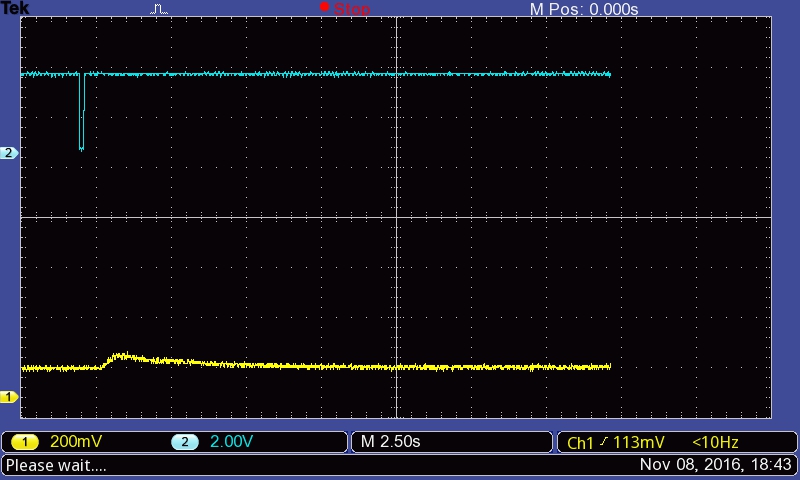 Tek Stop M Pos: 0.000s
2
1
1 200mV 2 2.00V M 2.50s Ch1 113mV <10Hz
Please wait.... Nov 08, 2016, 18:43